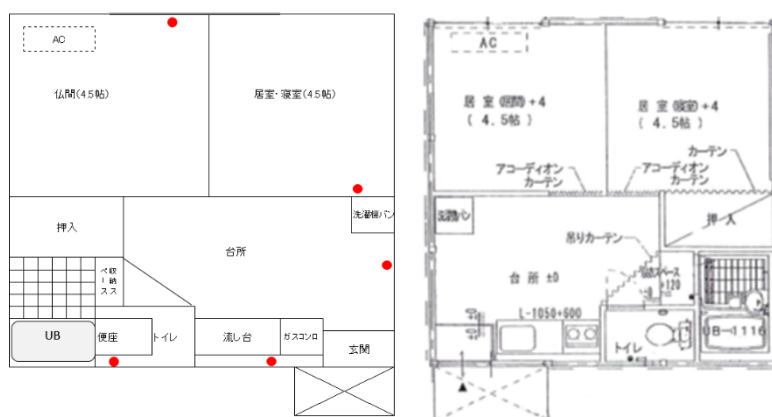 AC
仏間(4.5帖)
居室・寝室(4.5帖)
押入
洗濯機パン
台所
収納
スペース
UB
便座
トイレ
流し台
ガスコンロ
玄関
AC
居 室(居間)+4
( 4.5帖)
居 室(寝室)+4
( 4.5帖)
カーテン
アコーディオン
カーテン
アコーディオン
カーテン
洗濯機パン
押 入
吊りカーテン
台 所 ±0
+120
L-1050+600
±0
±0
トイレ
UB-1116